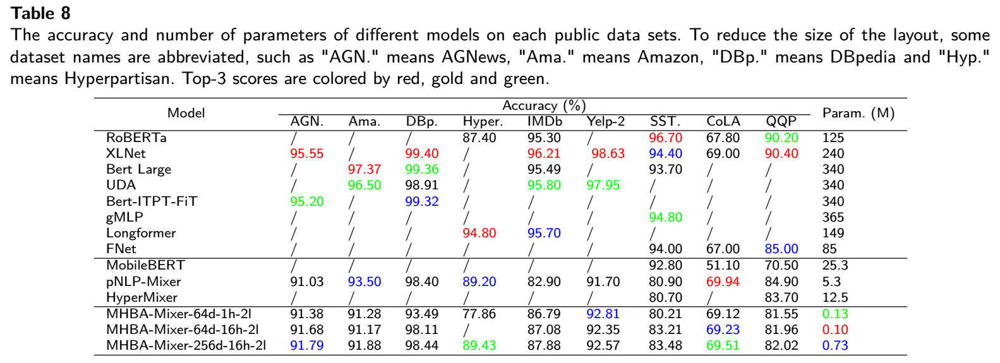 Table 8
The accuracy and number of parameters of different models on each public data sets. To reduce the size of the layout, some
dataset names are abbreviated, such as "AGN." means AGNews, "Ama." means Amazon, "DBp." means DBpedia and "Hyp."
means Hyperpartisan. Top-3 scores are colored by red, gold and green.
Model Accuracy (%) Param. (M)
AGN. Ama. DBp. Hyper. IMDb Yelp-2 SST. CoLA QQP
RoBERTa / / / 87.40 95.30 / 96.70 67.80 90.20 125
XLNet 95.55 / 99.40 / 96.21 98.63 94.40 69.00 90.40 240
Bert Large / 97.37 99.36 / 95.49 / 93.70 / / 340
UDA / 96.50 98.91 / 95.80 97.95 / / / 340
Bert-ITPT-FiT 95.20 / 99.32 / / / / / / 340
gMLP / / / / / / 94.80 / / 365
Longformer / / / 94.80 95.70 / / / / 149
FNet / / / / / / 94.00 67.00 85.00 85
MobileBERT / / / / / / 92.80 51.10 70.50 25.3
pNLP-Mixer 91.03 93.50 98.40 89.20 82.90 91.70 80.90 69.94 84.90 5.3
HyperMixer / / / / / / 80.70 / 83.70 12.5
MHBA-Mixer-64d-1h-2l 91.38 91.28 93.49 77.86 86.79 92.81 80.21 69.12 81.55 0.13
MHBA-Mixer-64d-16h-2l 91.68 91.17 98.11 / 87.08 92.35 83.21 69.23 81.96 0.10
MHBA-Mixer-256d-16h-2l 91.79 91.88 98.44 89.43 87.88 92.57 83.48 69.51 82.02 0.73